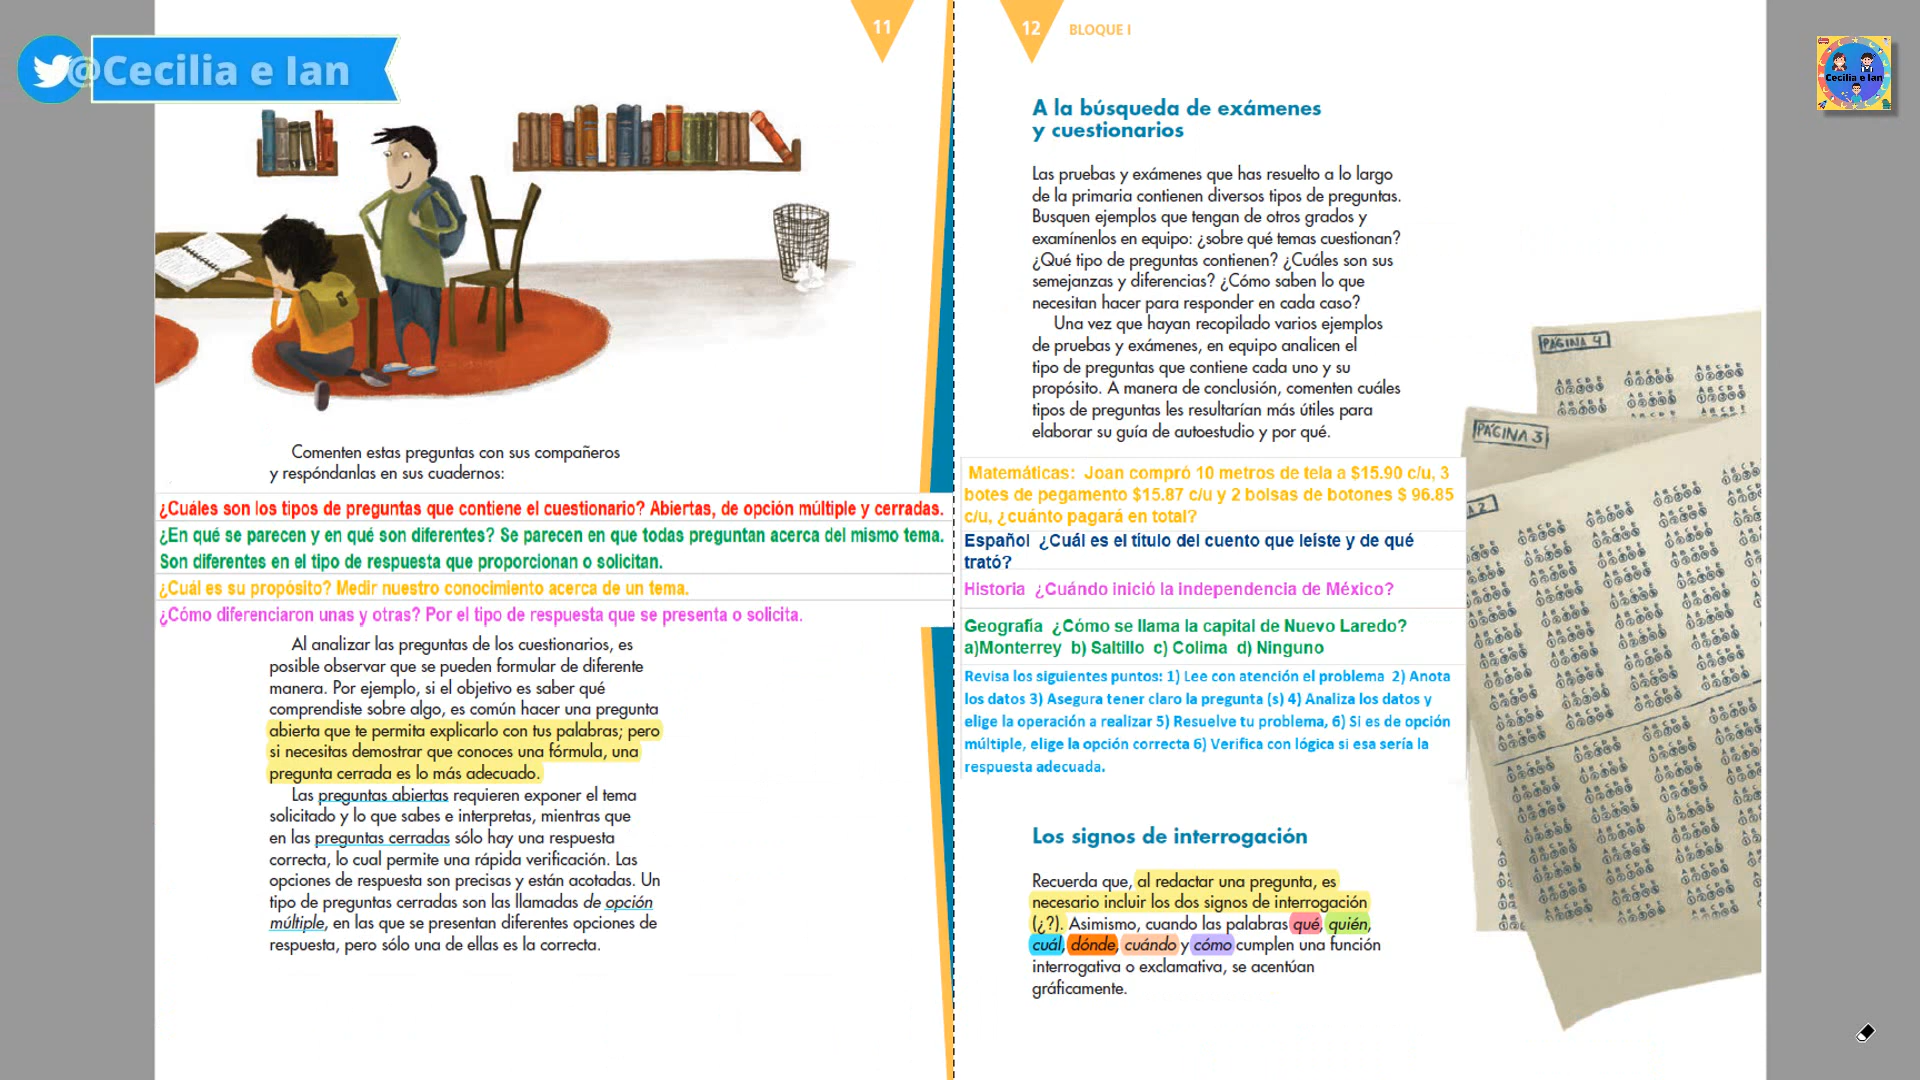 @Cecilia e Ian
11
Comenten estas preguntas con sus compañeros
y respóndanlas en sus cuadernos:
¿Cuáles son los tipos de preguntas que contiene el cuestionario? Abiertas, de opción múltiple y cerradas.
¿En qué se parecen y en qué son diferentes? Se parecen en que todas preguntan acerca del mismo tema.
Son diferentes en el tipo de respuesta que proporcionan o solicitan.
¿Cuál es su propósito? Medir nuestro conocimiento acerca de un tema.
¿Cómo diferenciaron unas y otras? Por el tipo de respuesta que se presenta o solicita.
Al analizar las preguntas de los cuestionarios, es
posible observar que se pueden formular de diferente
manera. Por ejemplo, si el objetivo es saber qué
comprendiste sobre algo, es común hacer una pregunta
abierta que te permita explicarlo con tus palabras; pero
si necesitas demostrar que conoces una fórmula, una
pregunta cerrada es lo más adecuado.
Las preguntas abiertas requieren exponer el tema
solicitado y lo que sabes e interpretas, mientras que
en las preguntas cerradas sólo hay una respuesta
correcta, lo cual permite una rápida verificación. Las
opciones de respuesta son precisas y están acotadas. Un
tipo de preguntas cerradas son las llamadas de opción
múltiple, en las que se presentan diferentes opciones de
respuesta, pero sólo una de ellas es la correcta.
12
BLOQUE I
A la búsqueda de exámenes
y cuestionarios
Las pruebas y exámenes que has resuelto a lo largo
de la primaria contienen diversos tipos de preguntas.
Busquen ejemplos que tengan de otros grados y
examínenlos en equipo: ¿sobre qué temas cuestionan?
¿Qué tipo de preguntas contienen? ¿Cuáles son sus
semejanzas y diferencias? ¿Cómo saben lo que
necesitan hacer para responder en cada caso?
Una vez que hayan recopilado varios ejemplos
de pruebas y exámenes, en equipo analicen el
tipo de preguntas que contiene cada uno y su
propósito. A manera de conclusión, comenten cuáles
tipos de preguntas les resultarían más útiles para
elaborar su guía de autoestudio y por qué.
Matemáticas: Joan compró 10 metros de tela a $15.90 c/u, 3
botes de pegamento $15.87 c/u y 2 bolsas de botones $ 96.85
c/u, ¿cuánto pagará en total?
Español ¿Cuál es el título del cuento que leíste y de qué
trató?
Historia ¿Cuándo inició la independencia de México?
Geografía ¿Cómo se llama la capital de Nuevo Laredo?
a)Monterrey b) Saltillo c) Colima d) Ninguno
Revisa los siguientes puntos: 1) Lee con atención el problema 2) Anota
los datos 3) Asegura tener claro la pregunta (s) 4) Analiza los datos y
elige la operación a realizar 5) Resuelve tu problema, 6) Si es de opción
múltiple, elige la opción correcta 6) Verifica con lógica si esa sería la
respuesta adecuada.
Los signos de interrogación
Recuerda que, al redactar una pregunta, es
necesario incluir los dos signos de interrogación
(¿?). Asimismo, cuando las palabras qué, quién,
cuál, dónde, cuándo y cómo cumplen una función
interrogativa o exclamativa, se acentúan
gráficamente.
PÁGINA 4
PÁGINA 3
Cecilia e Ian